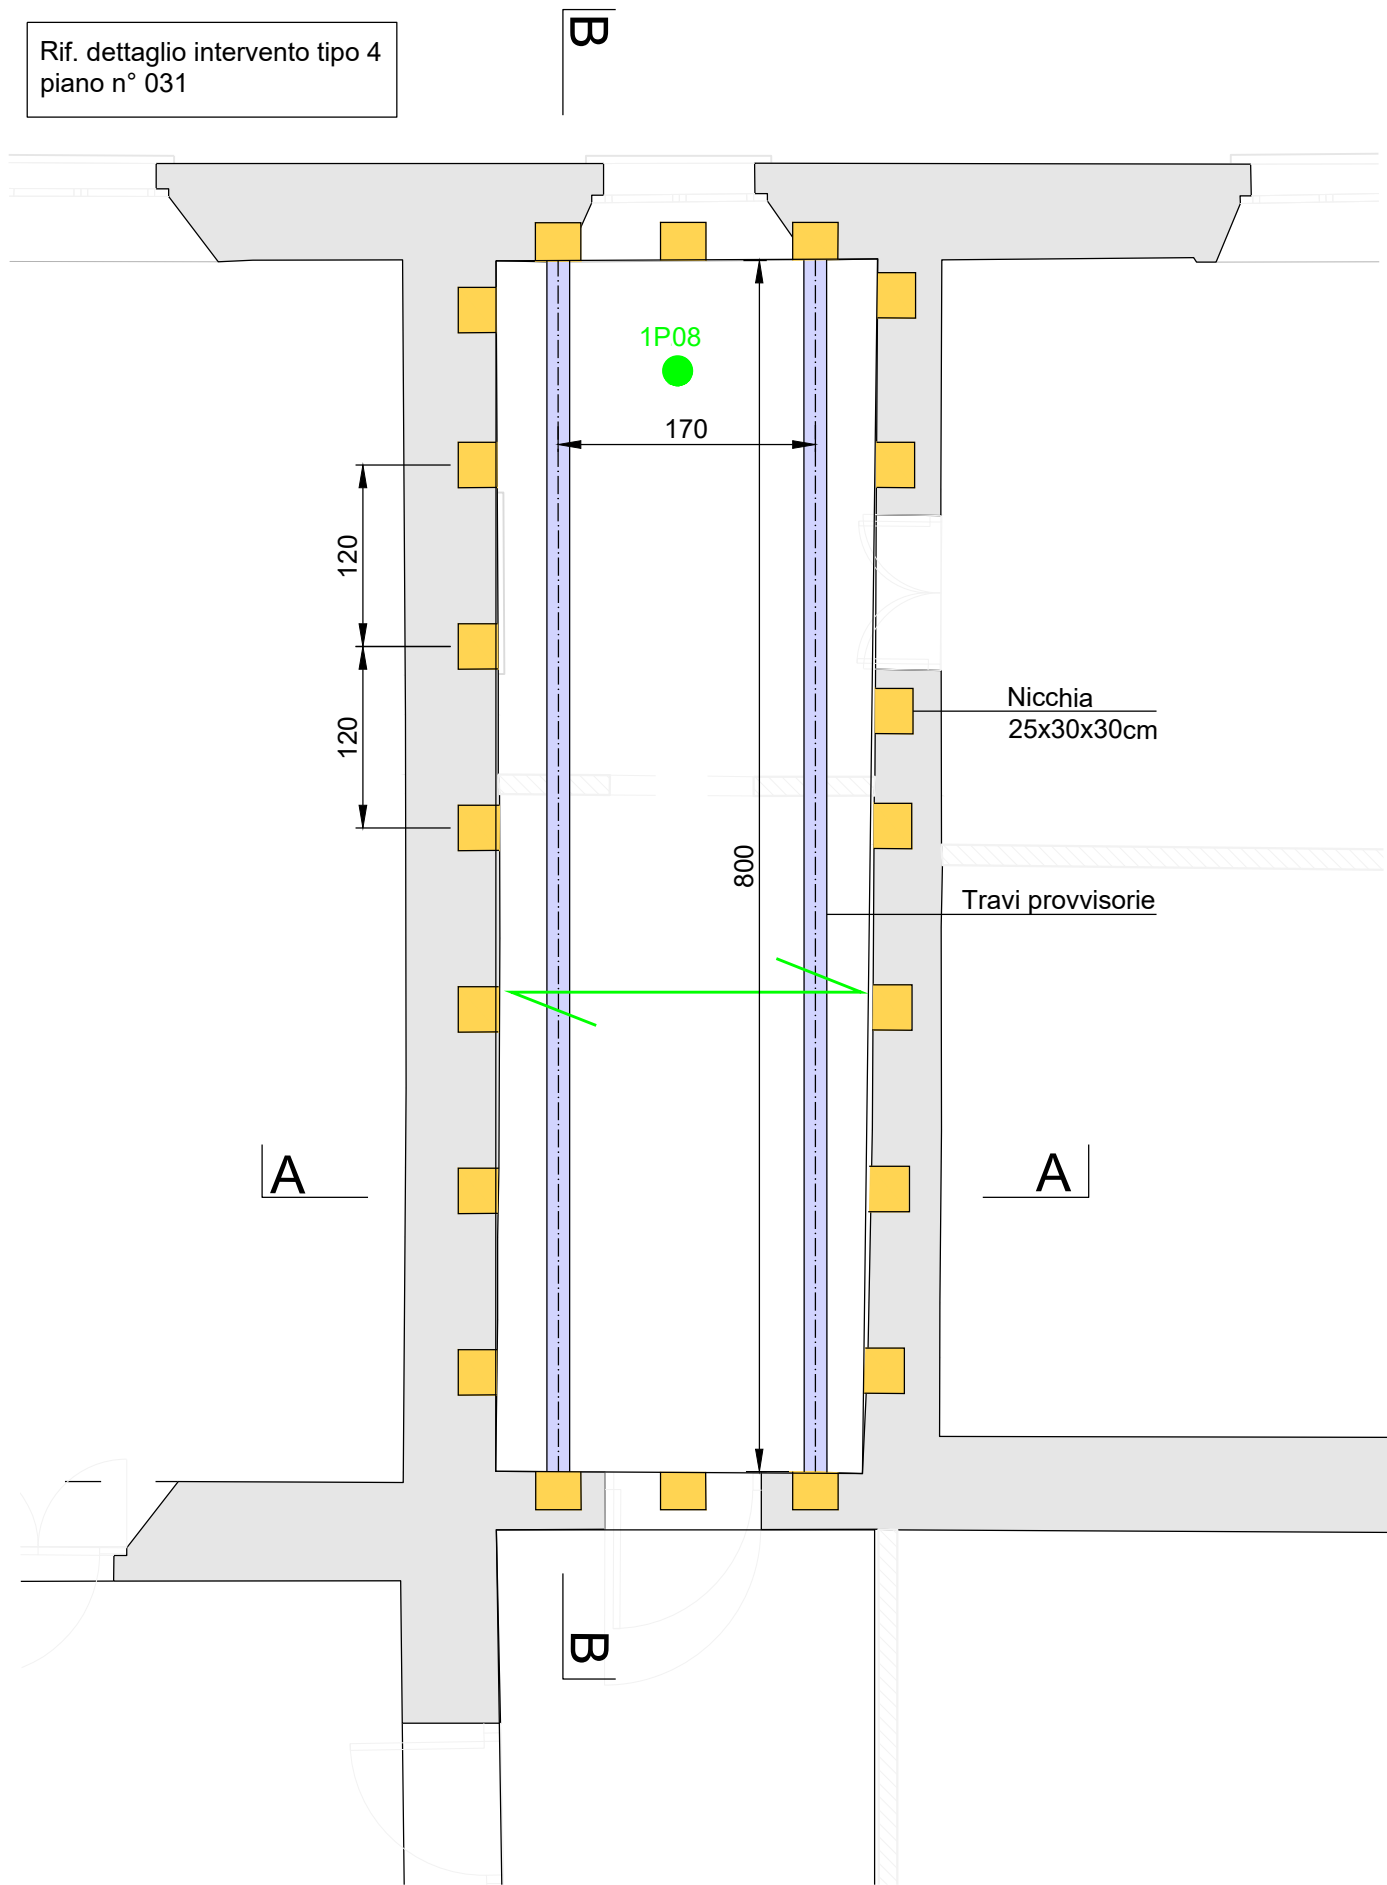 B
Rif. dettaglio intervento tipo 4
piano n° 031
1P08
170
120
120
Nicchia
25x30x30cm
800
Travi provvisorie
A
A
B